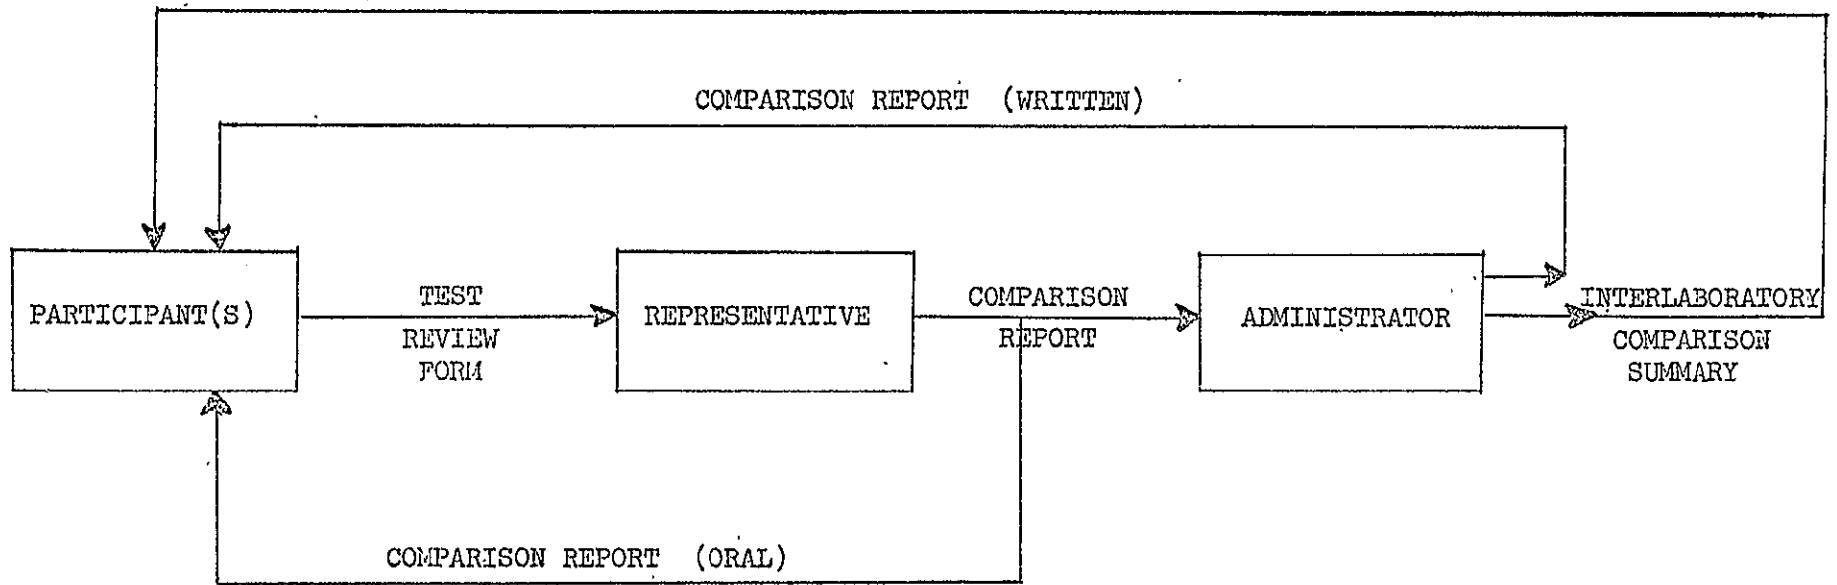 COMPARISON REPORT (WRITTEN)
PARTICIPANT(S)
TEST
REVIEW
FORM
REPRESENTATIVE
COMPARISON
REPORT
ADMINISTRATOR
INTERLABORATORY
COMPARISON
SUMMARY
COMPARISON REPORT (ORAL)